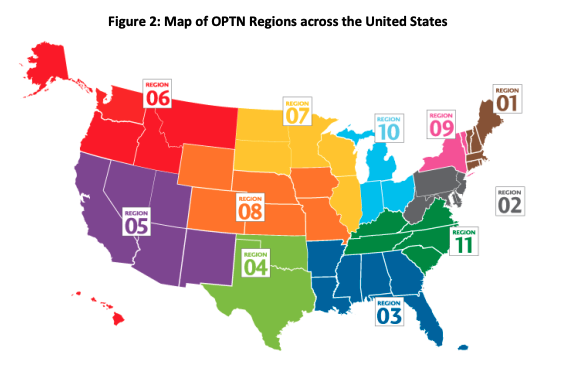 Figure 2: Map of OPTN Regions across the United States
REGION
01
REGION
06
REGION
07
REGION
09
REGION
10
REGION
02
REGION
08
REGION
05
REGION
11
REGION
04
REGION
03